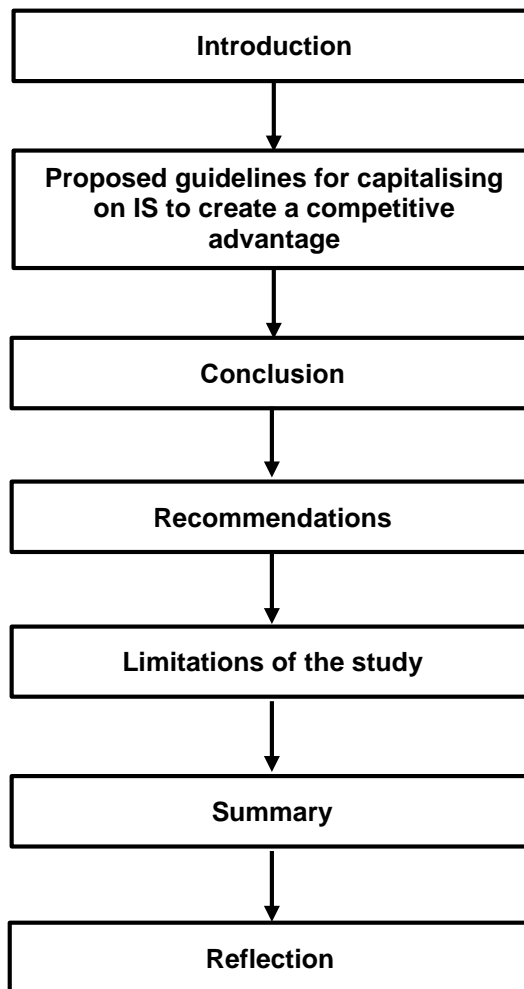 Introduction
Proposed guidelines for capitalising
on IS to create a competitive
advantage
Conclusion
Recommendations
Limitations of the study
Summary
Reflection